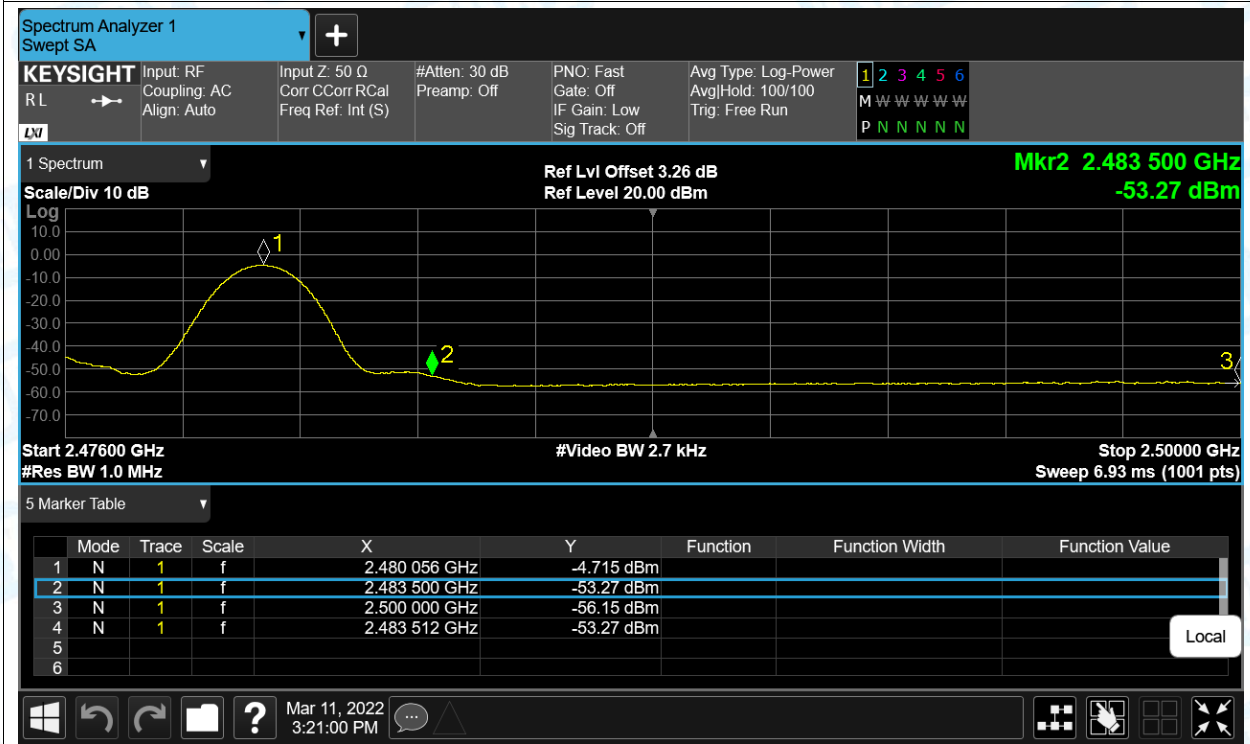 Spectrum Analyzer 1
Swept SA
+
KEYSIGHT
R L
LXI
Input: RF
Coupling: AC
Align: Auto
Input Z: 50 Ω
Corr CCorr RCal
Freq Ref: Int (S)
#Atten: 30 dB
Preamp: Off
PNO: Fast
Gate: Off
IF Gain: Low
Sig Track: Off
Avg Type: Log-Power
Avg|Hold: 100/100
Trig: Free Run
1 2 3 4 5 6
M W W W W W
P N N N N N
1 Spectrum
Scale/Div 10 dB
Ref Lvl Offset 3.26 dB
Ref Level 20.00 dBm
Mkr2 2.483 500 GHz
-53.27 dBm
Log
10.0
0.00
-10.0
-20.0
-30.0
-40.0
-50.0
-60.0
-70.0
1
2
3
Start 2.47600 GHz
#Video BW 2.7 kHz
Stop 2.50000 GHz
#Res BW 1.0 MHz
Sweep 6.93 ms (1001 pts)
5 Marker Table
Mode Trace Scale X Y Function Function Width Function Value
1 N 1 f 2.480 056 GHz -4.715 dBm
2 N 1 f 2.483 500 GHz -53.27 dBm
3 N 1 f 2.500 000 GHz -56.15 dBm
4 N 1 f 2.483 512 GHz -53.27 dBm
5
6
Local
?
Mar 11, 2022
3:21:00 PM